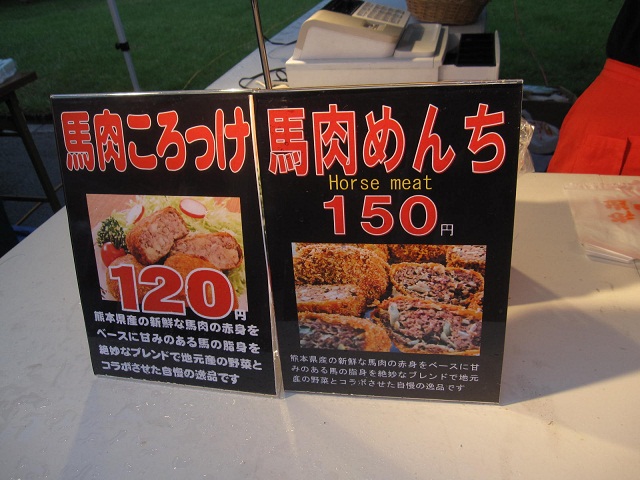 馬肉ころっけ
120円
熊本県産の新鮮な馬肉の赤身を
ベースに甘みのある馬の脂身を
絶妙なブレンドで地元産の野菜と
コラボさせた自慢の逸品です
馬肉めんち
Horse meat
150円
熊本県産の新鮮な馬肉の赤身をベースに甘
みのある馬の脂身を絶妙なブレンドで地元
産の野菜とコラボさせた自慢の逸品です